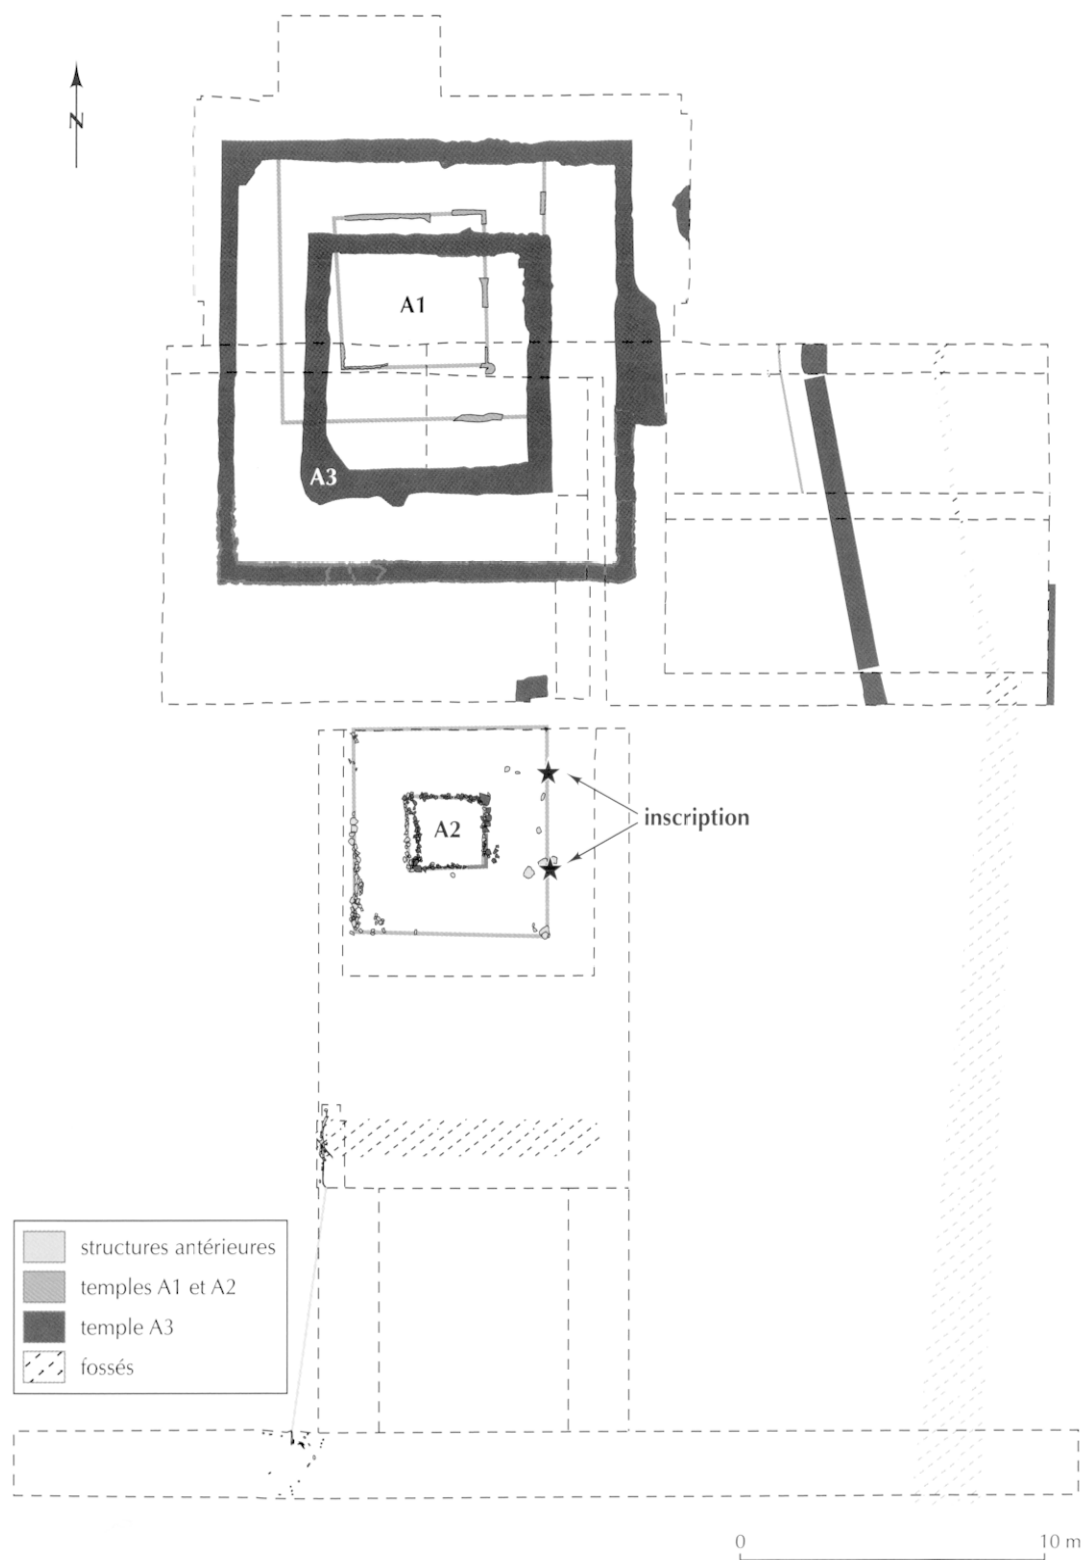 N
A1
A3
A2
inscription
structures antérieures
temples A1 et A2
temple A3
fossés
0 10 m